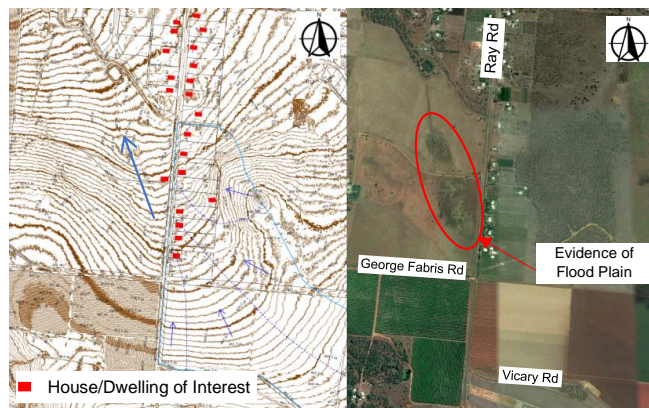 N
House/Dwelling of Interest
N
Ray Rd
Evidence of
Flood Plain
George Fabris Rd
Vicary Rd